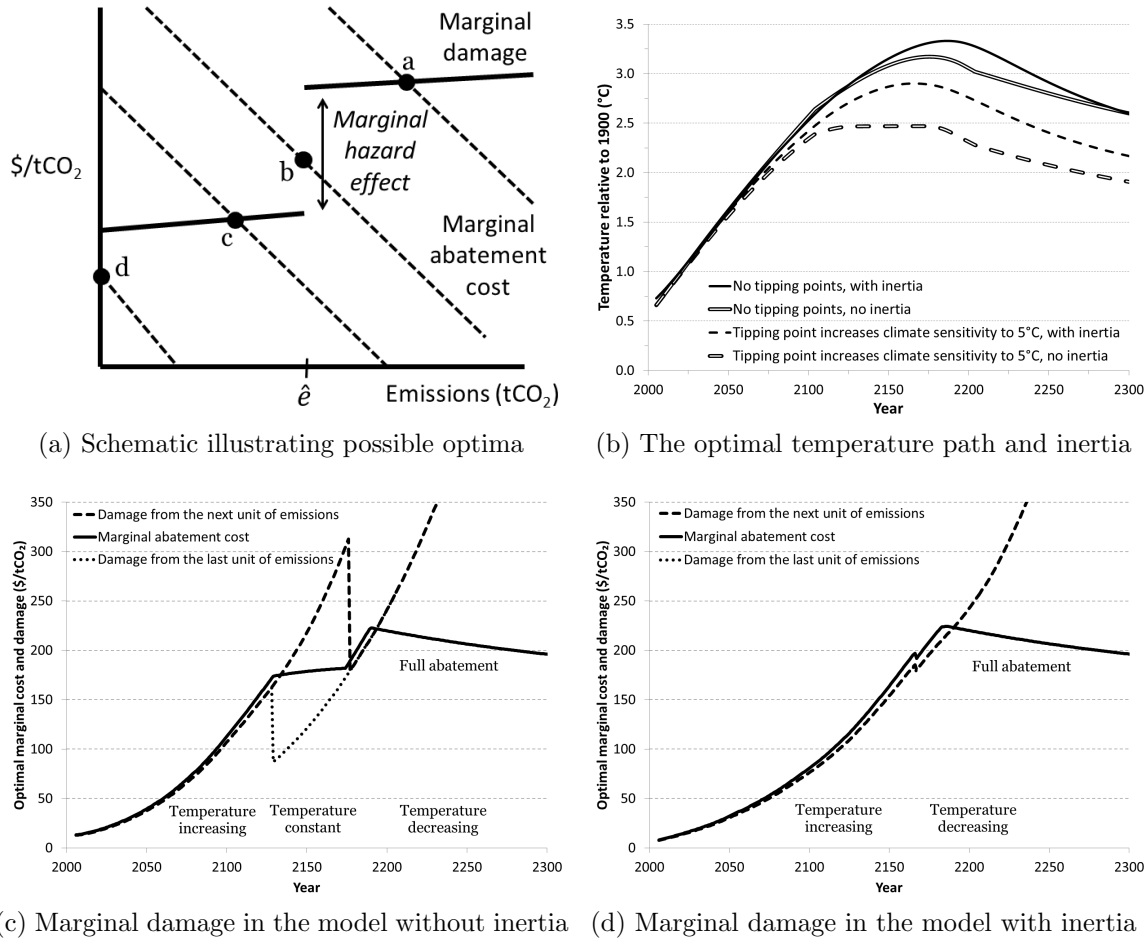 Marginal
damage
a
Marginal
hazard
effect
$/tCO2
b
Marginal
abatement
cost
c
d
ê
Emissions (tCO2)
(a) Schematic illustrating possible optima
Temperature relative to 1900 (°C)
3.5
3.0
2.5
2.0
1.5
1.0
0.5
0.0
No tipping points, with inertia
No tipping points, no inertia
Tipping point increases climate sensitivity to 5°C, with inertia
Tipping point increases climate sensitivity to 5°C, no inertia
2000 2050 2100 2150 2200 2250 2300
Year
(b) The optimal temperature path and inertia
Optimal marginal cost and damage ($/tCO₂)
350
300
250
200
150
100
50
0
Damage from the next unit of emissions
Marginal abatement cost
Damage from the last unit of emissions
Full abatement
Temperature increasing
Temperature constant
Temperature decreasing
2000 2050 2100 2150 2200 2250 2300
Year
(c) Marginal damage in the model without inertia
Optimal marginal cost and damage ($/tCO₂)
350
300
250
200
150
100
50
0
Damage from the next unit of emissions
Marginal abatement cost
Damage from the last unit of emissions
Full abatement
Temperature increasing
Temperature decreasing
2000 2050 2100 2150 2200 2250 2300
Year
(d) Marginal damage in the model with inertia